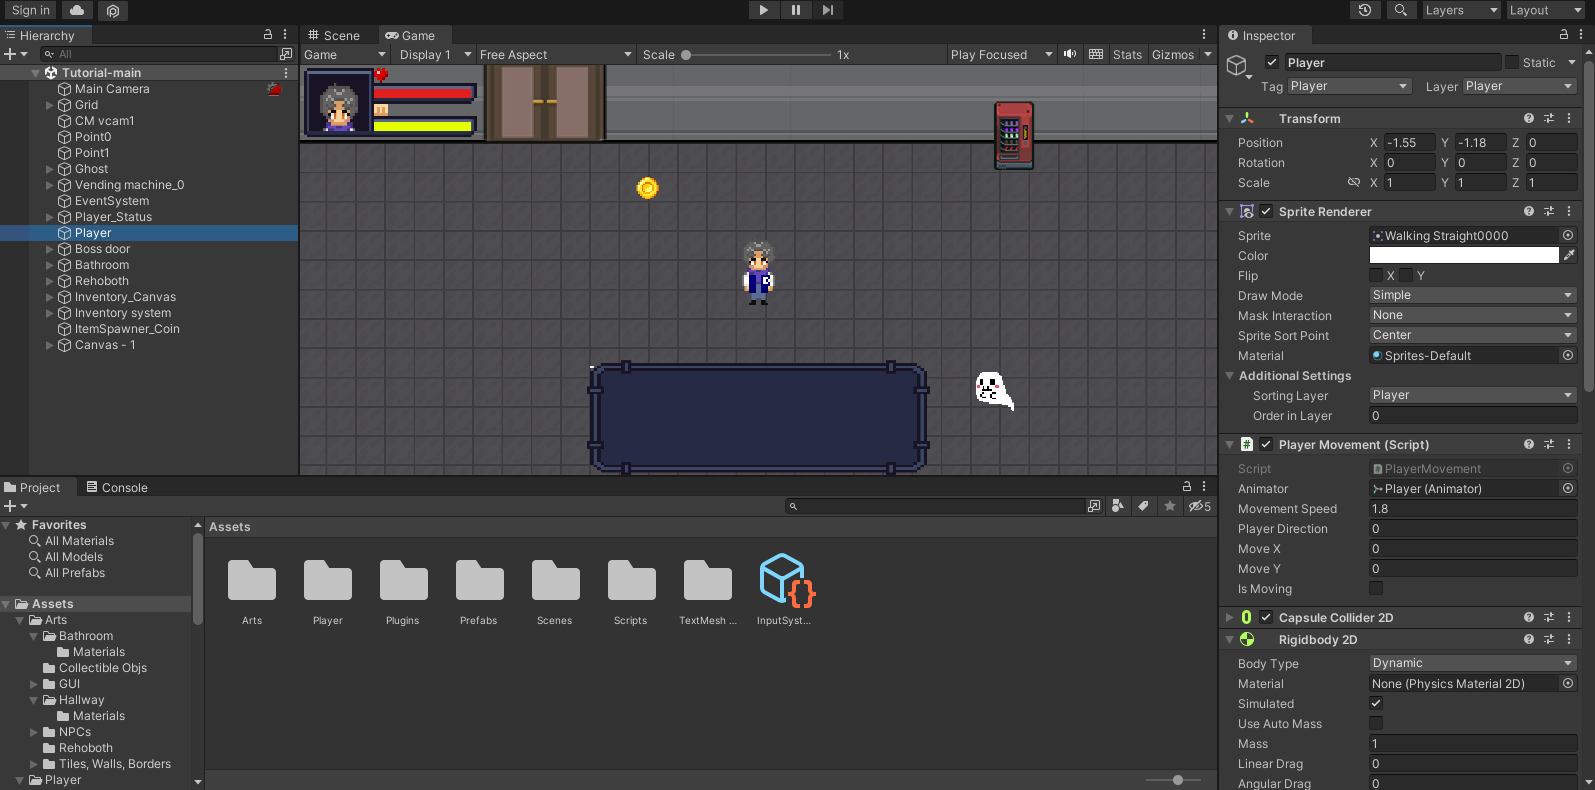 Sign in
Layers
Layout
Hierarchy
All
Tutorial-main
Main Camera
Grid
CM vcam1
Point0
Point1
Ghost
Vending machine_0
EventSystem
Player_Status
Player
Boss door
Bathroom
Rehoboth
Inventory_Canvas
Inventory system
ItemSpawner_Coin
Canvas - 1
Scene
Game
Game
Display 1
Free Aspect
Scale
1x
Play Focused
Stats
Gizmos
D
Project
Console
5
Favorites
All Materials
All Models
All Prefabs
Assets
Arts
Bathroom
Materials
Collectible Objs
GUI
Hallway
Materials
NPCs
Rehoboth
Tiles, Walls, Borders
Player
Assets
Arts
Player
Plugins
Prefabs
Scenes
Scripts
TextMesh ...
InputSyst...
Inspector
Player
Static
Tag Player
Layer Player
Transform
Position X -1.55 Y -1.18 Z 0
Rotation X 0 Y 0 Z 0
Scale X 1 Y 1 Z 1
Sprite Renderer
Sprite Walking Straight0000
Color
Flip X Y
Draw Mode Simple
Mask Interaction None
Sprite Sort Point Center
Material Sprites-Default
Additional Settings
Sorting Layer Player
Order in Layer 0
# Player Movement (Script)
Script PlayerMovement
Animator Player (Animator)
Movement Speed 1.8
Player Direction 0
Move X 0
Move Y 0
Is Moving
Capsule Collider 2D
Rigidbody 2D
Body Type Dynamic
Material None (Physics Material 2D)
Simulated
Use Auto Mass
Mass 1
Linear Drag 0
Angular Drag 0